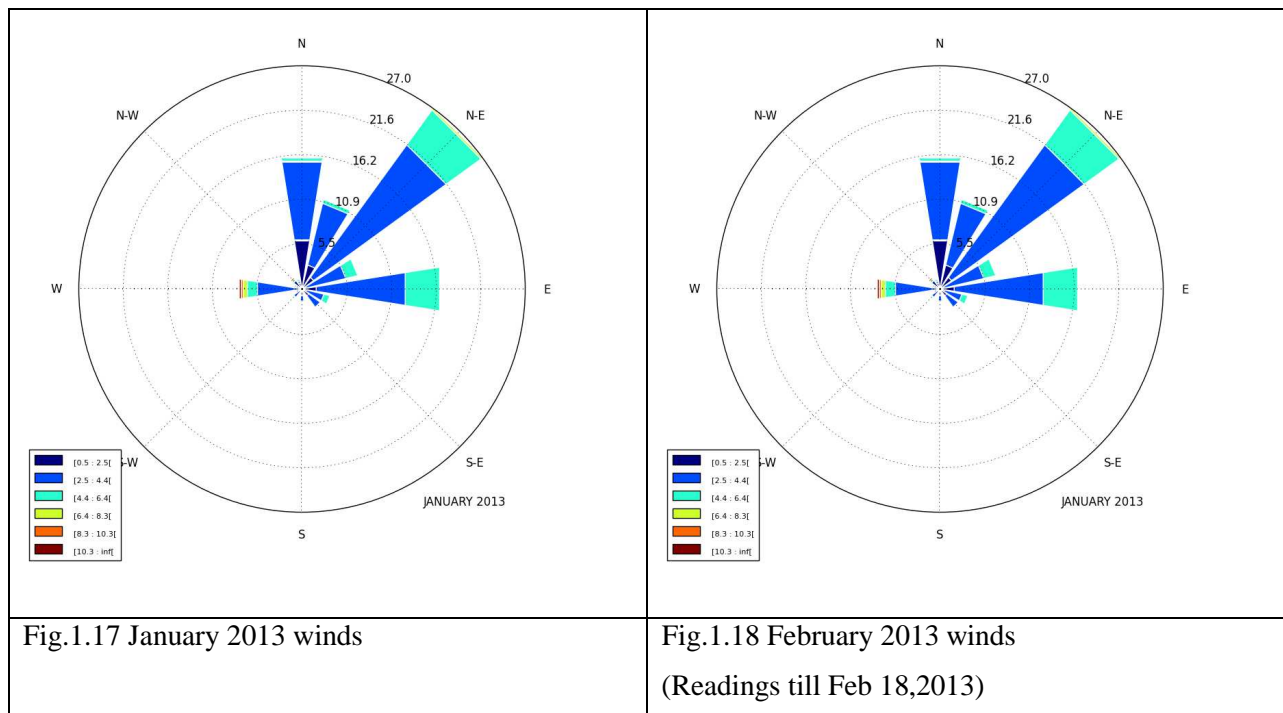 N
27.0
N-W
N-E
21.6
16.2
10.9
5.5
W
E
[0.5 : 2.5[
S-W
[2.5 : 4.4[
[4.4 : 6.4[
[6.4 : 8.3[
[8.3 : 10.3[
[10.3 : inf[
S-E
JANUARY 2013
S
N
27.0
N-W
N-E
21.6
16.2
10.9
5.5
W
E
[0.5 : 2.5[
S-W
[2.5 : 4.4[
[4.4 : 6.4[
[6.4 : 8.3[
[8.3 : 10.3[
[10.3 : inf[
S-E
JANUARY 2013
S
Fig.1.17 January 2013 winds
Fig.1.18 February 2013 winds
(Readings till Feb 18,2013)